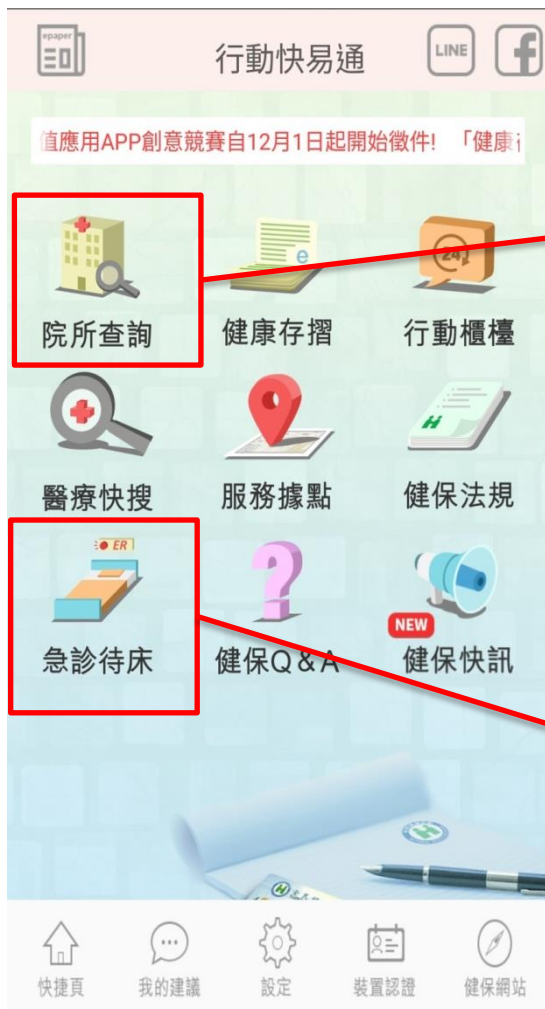 epaper
行動快易通
LINE
值應用APP創意競賽自12月1日起開始徵件! 「健康
院所查詢
健康存摺
行動櫃檯
醫療快搜
服務據點
健保法規
ER
急診待床
健保Q&A
NEW
健保快訊
快捷頁
我的建議
設定
裝置認證
健保網站